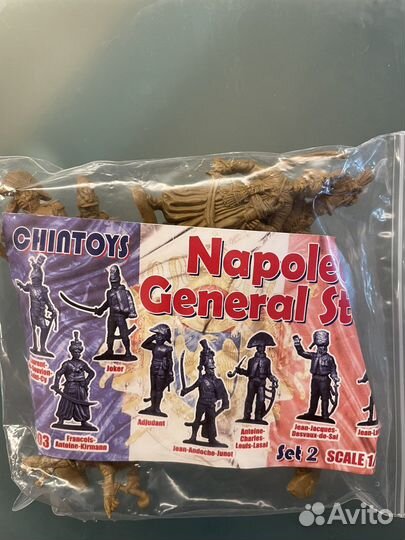 CHINTOYS
Napole
General St
Joker
Francois-
Antoine-Kirmann
Adjudant
Jean-Andoche-Junot
Antoine-
Charles-
Louis-Lasal
Jean-Jacques-
Desvaux-de-Sai
Jean-L
03
Set 2 SCALE 1/
Avito